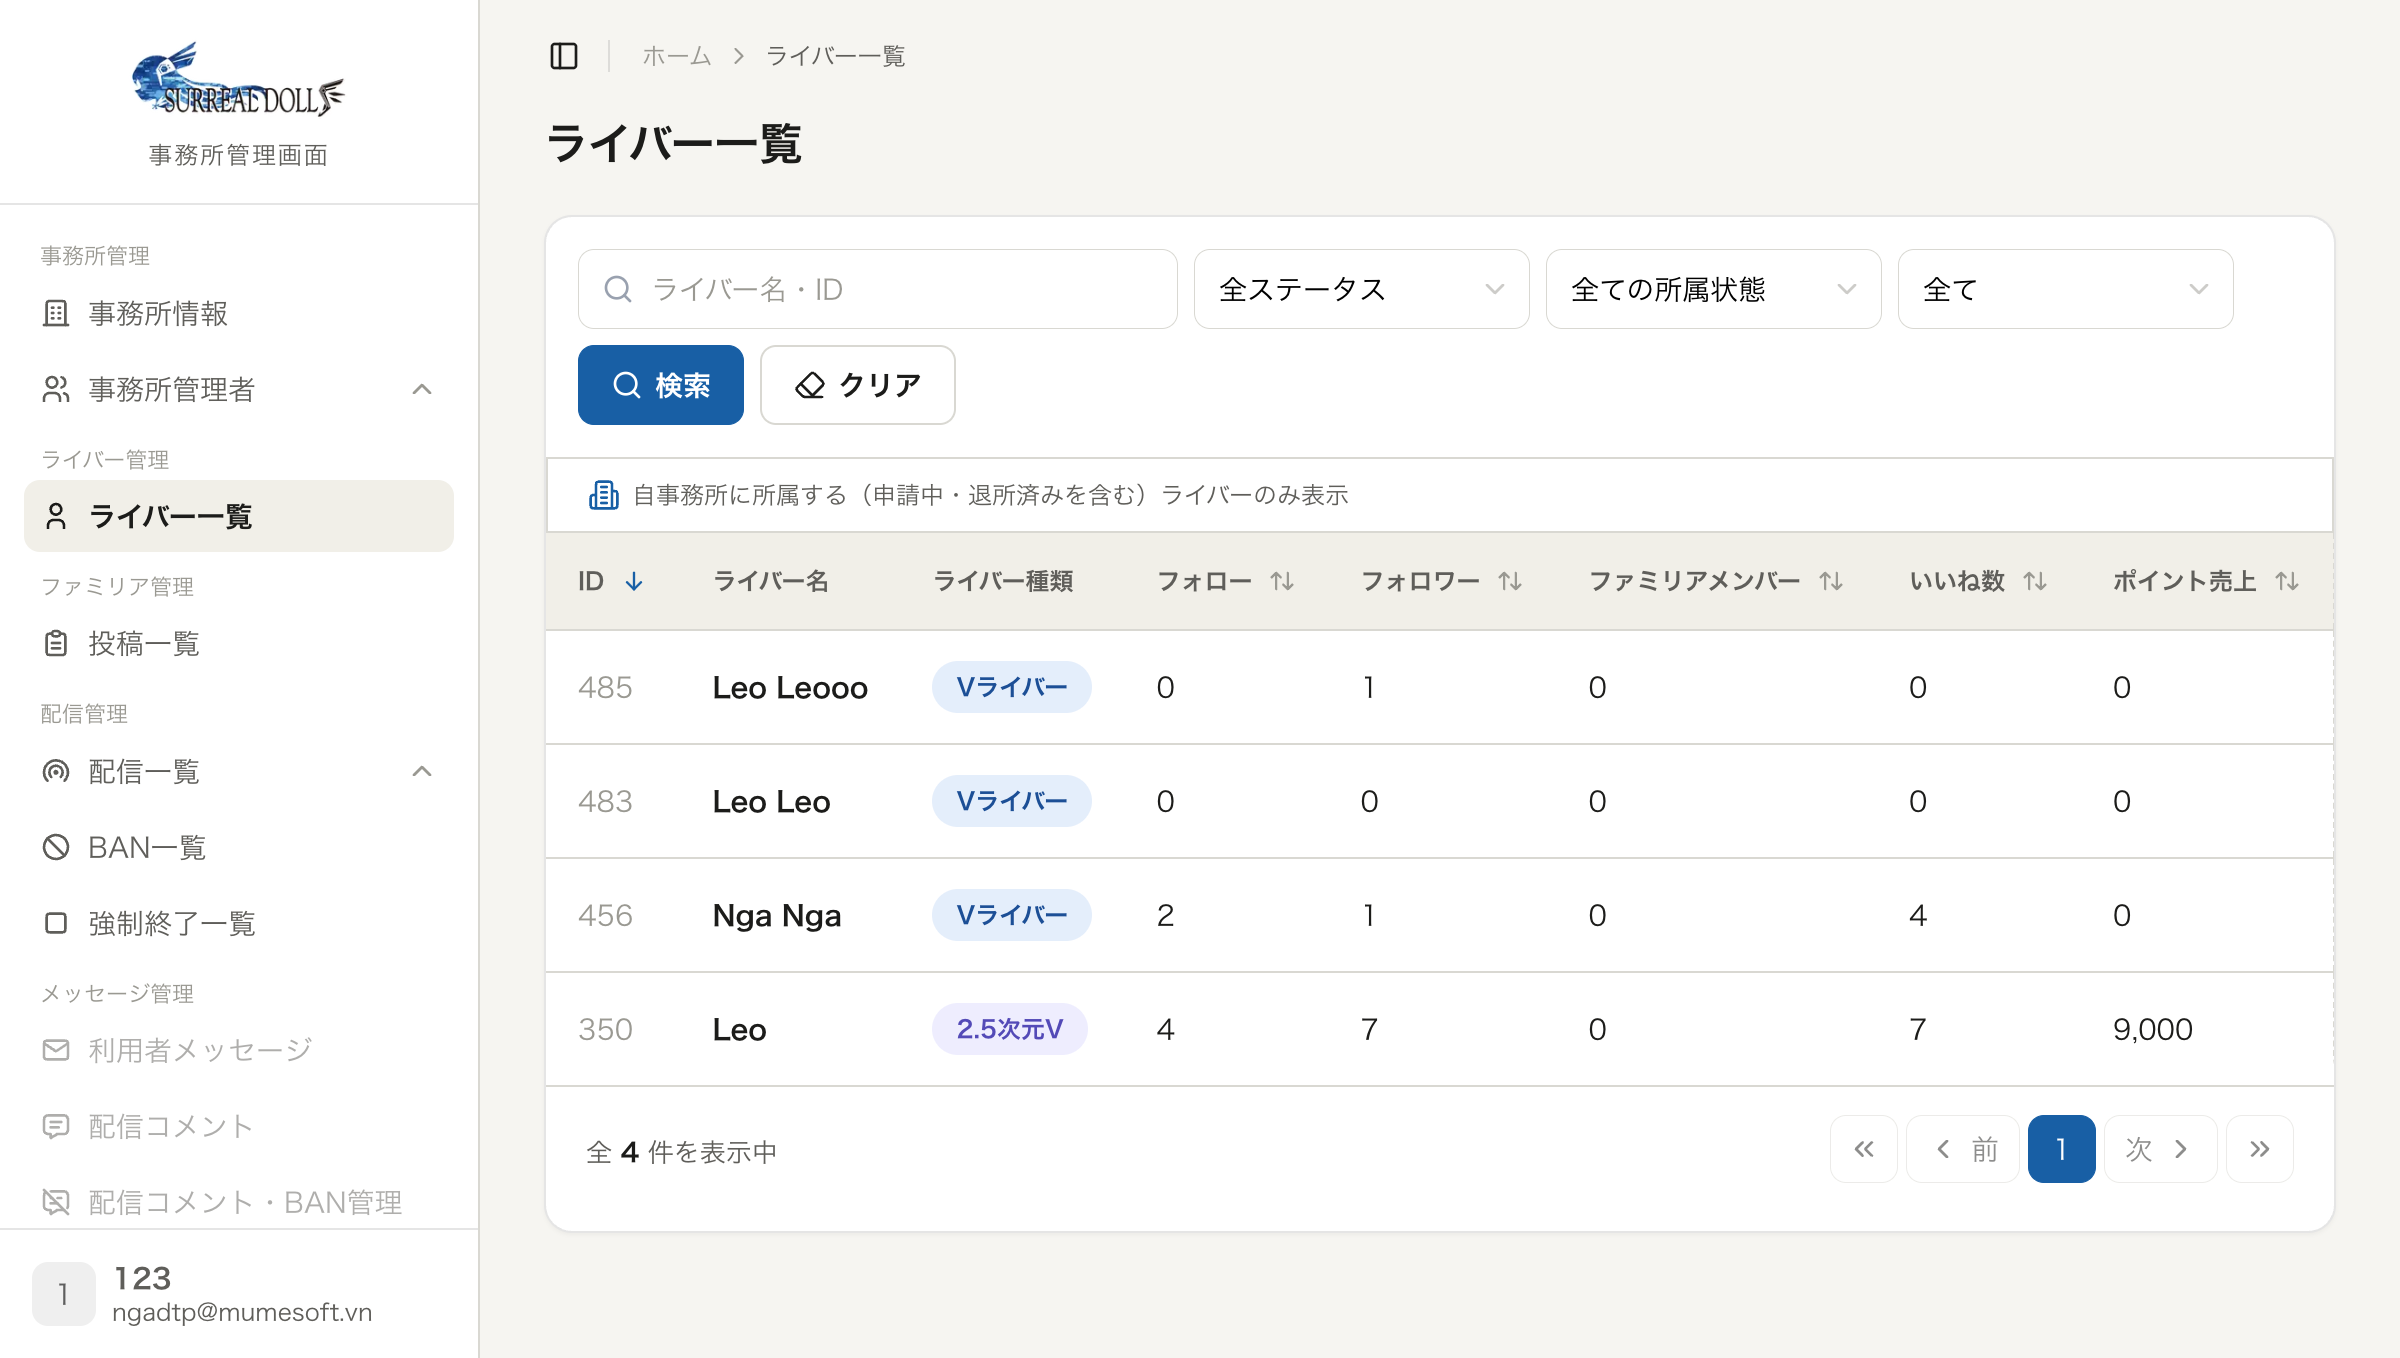 SURREAL DOLL
事務所管理画面
事務所管理
事務所情報
事務所管理者
ライバー管理
ライバー一覧
ファミリア管理
投稿一覧
配信管理
配信一覧
BAN一覧
強制終了一覧
メッセージ管理
利用者メッセージ
配信コメント
配信コメント・BAN管理
1
123
ngadtp@mumesoft.vn
ホーム > ライバー一覧
ライバー一覧
ライバー名・ID 全ステータス 全ての所属状態 全て
検索 クリア
自事務所に所属する（申請中・退所済みを含む）ライバーのみ表示
ID ライバー名 ライバー種類 フォロー フォロワー ファミリアメンバー いいね数 ポイント売上
485 Leo Leooo Vライバー 0 1 0 0 0
483 Leo Leo Vライバー 0 0 0 0 0
456 Nga Nga Vライバー 2 1 0 4 0
350 Leo 2.5次元V 4 7 0 7 9,000
全 4 件を表示中
« ‹ 前 1 次 › »